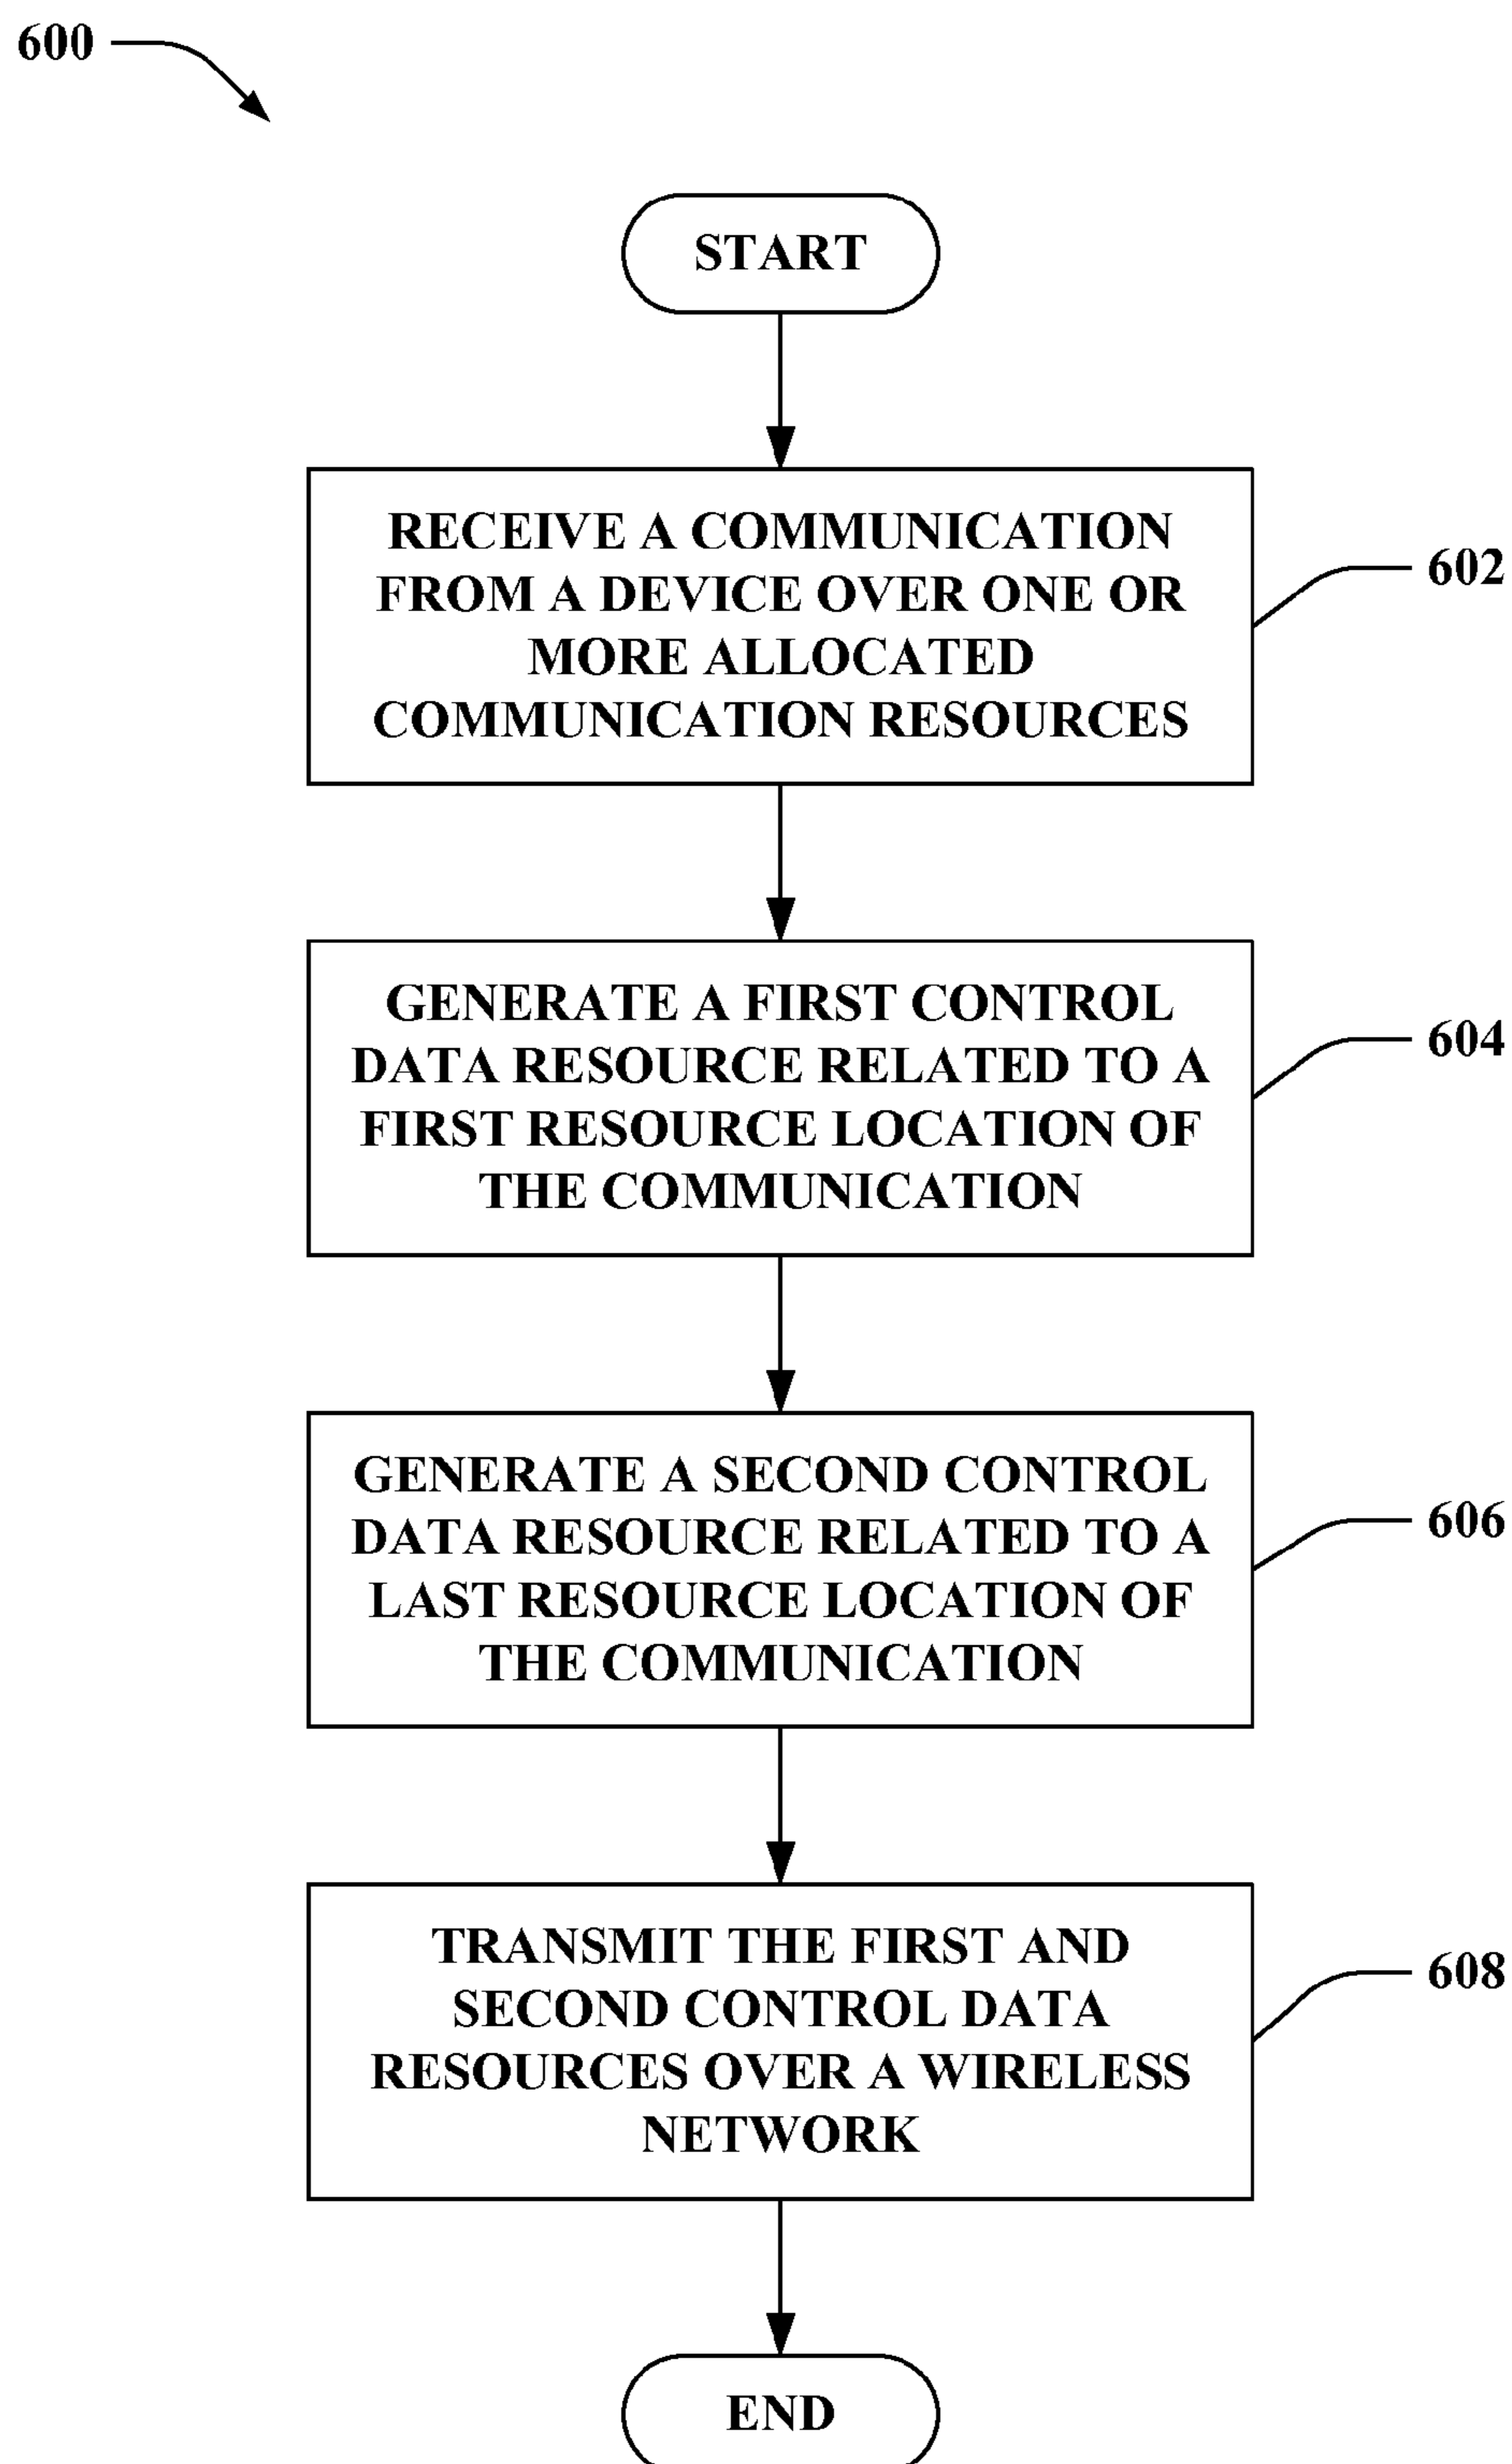 600
START
RECEIVE A COMMUNICATION
FROM A DEVICE OVER ONE OR
MORE ALLOCATED
COMMUNICATION RESOURCES
602
GENERATE A FIRST CONTROL
DATA RESOURCE RELATED TO A
FIRST RESOURCE LOCATION OF
THE COMMUNICATION
604
GENERATE A SECOND CONTROL
DATA RESOURCE RELATED TO A
LAST RESOURCE LOCATION OF
THE COMMUNICATION
606
TRANSMIT THE FIRST AND
SECOND CONTROL DATA
RESOURCES OVER A WIRELESS
NETWORK
608
END